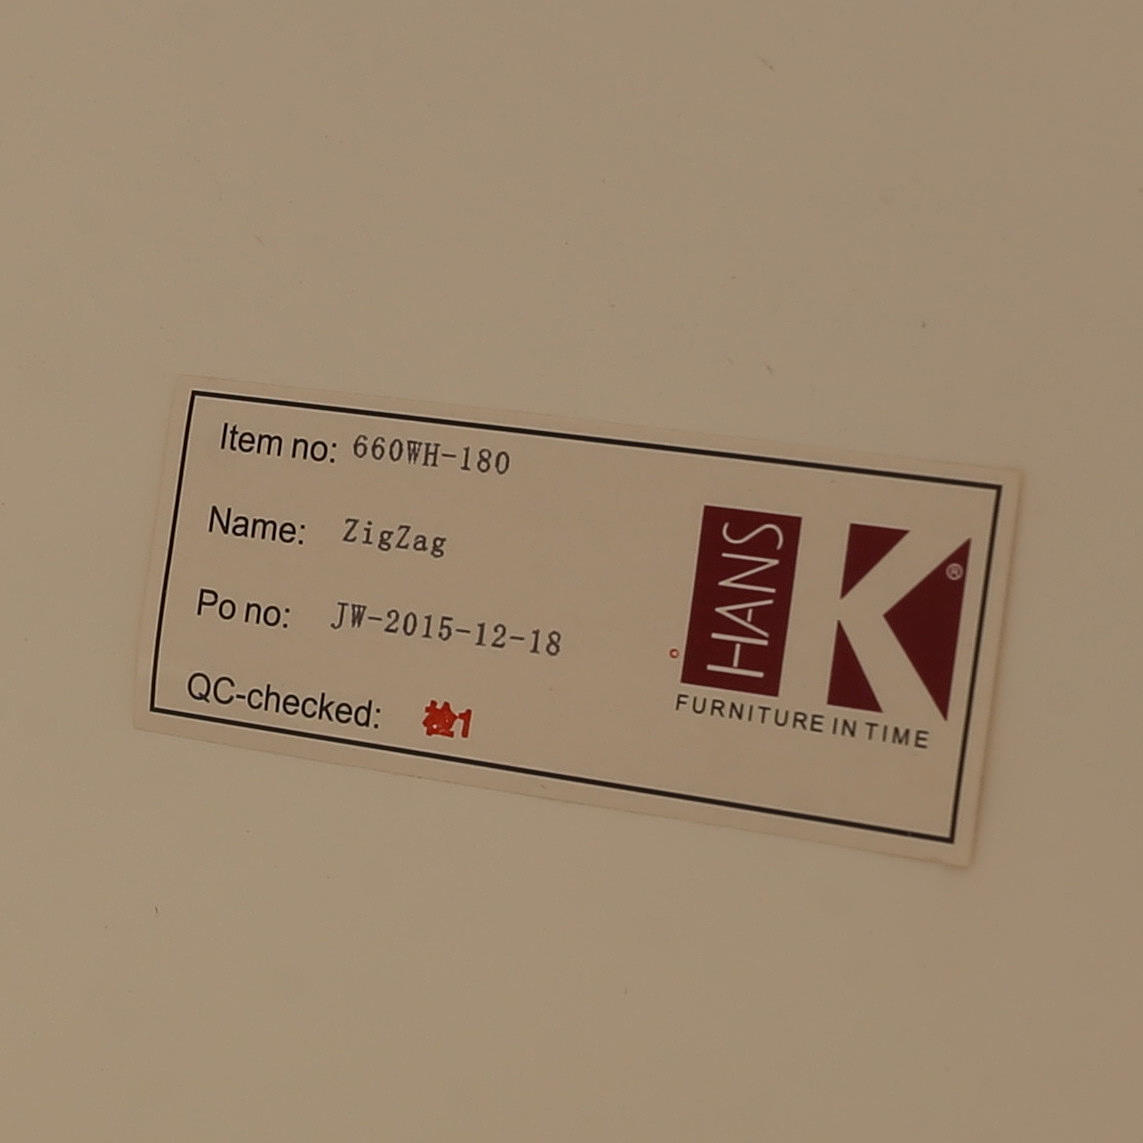 Item no: 660WH-180
Name: ZigZag
Po no: JW-2015-12-18
QC-checked: 检1
HANS K®
FURNITURE IN TIME